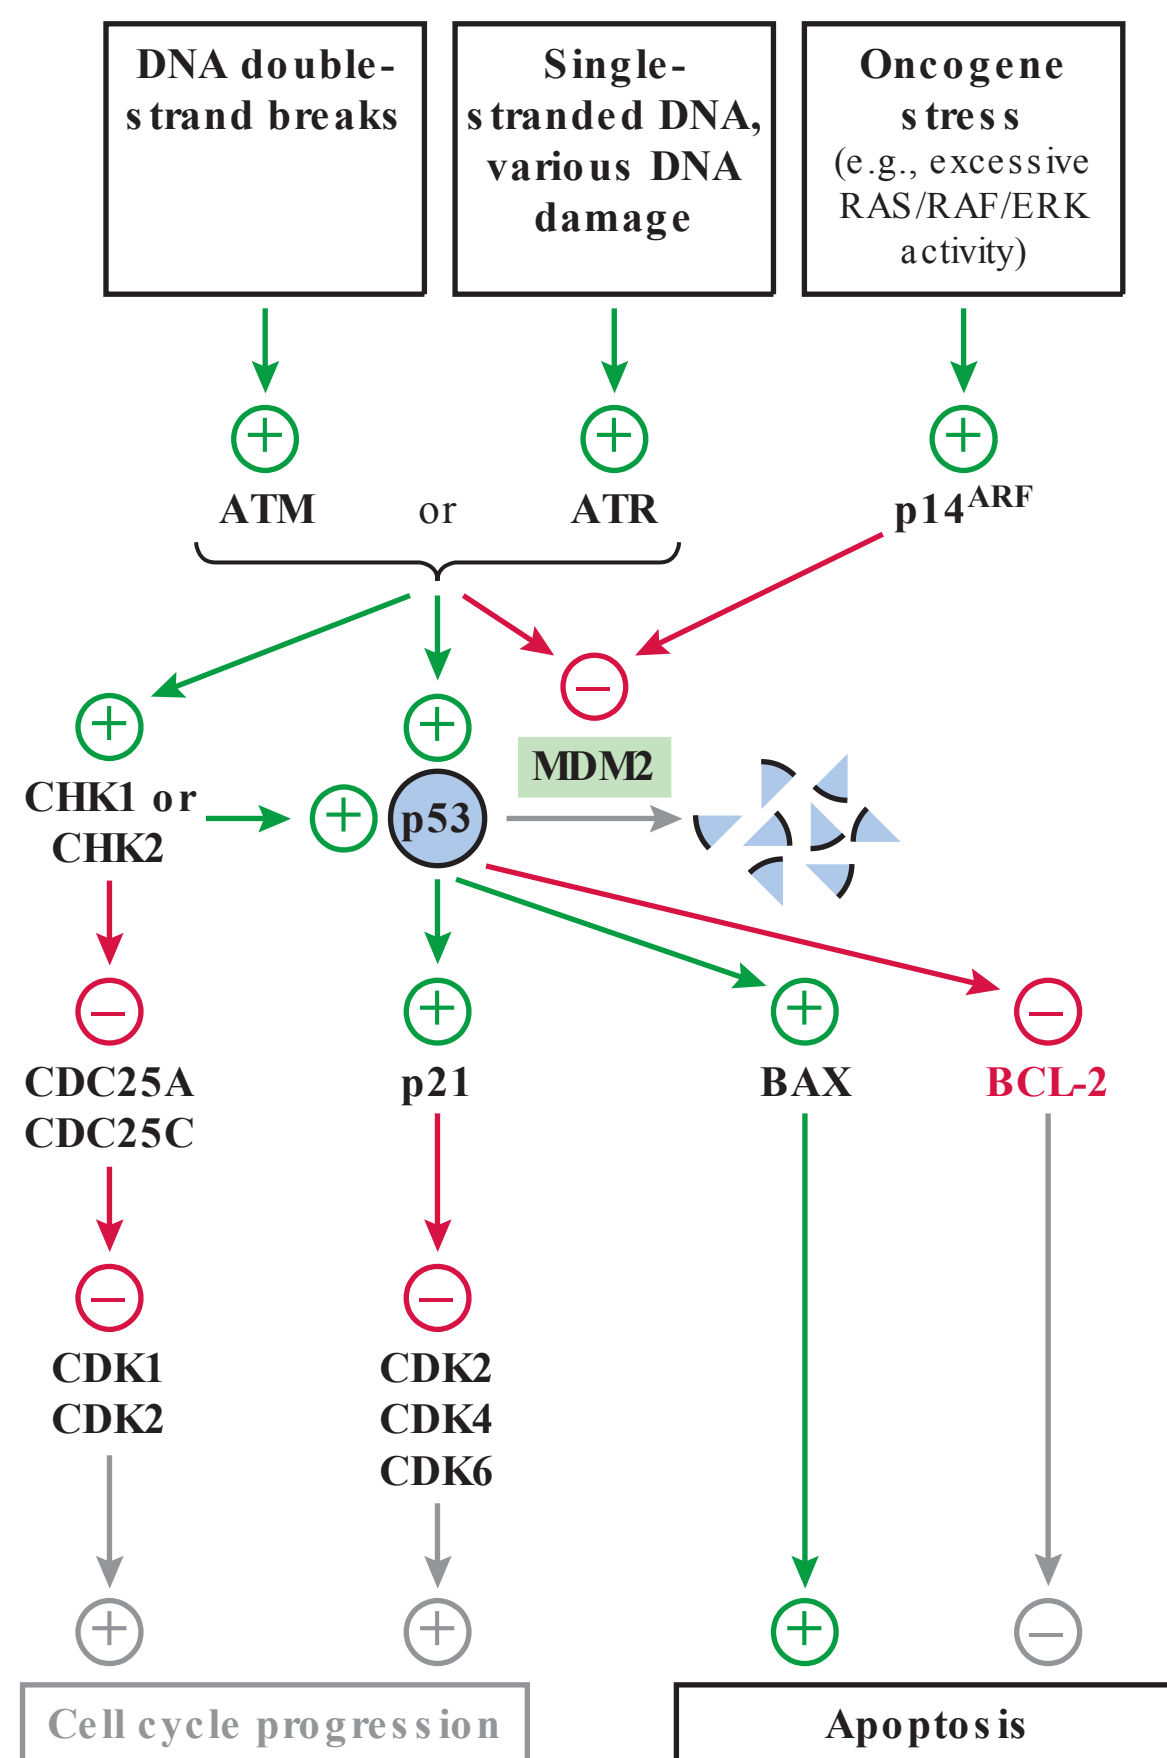 DNA double-
strand breaks
Single-
stranded DNA,
various DNA
damage
Oncogene
stress
(e.g., excessive
RAS/RAF/ERK
activity)
+
+
+
ATM or ATR
p14ARF
−
+
+
MDM2
CHK1 or
CHK2
+
p53
−
+
+
−
CDC25A
CDC25C
p21
BAX
BCL-2
−
−
CDK1
CDK2
CDK2
CDK4
CDK6
+
+
+
−
Cell cycle progression
Apoptosis